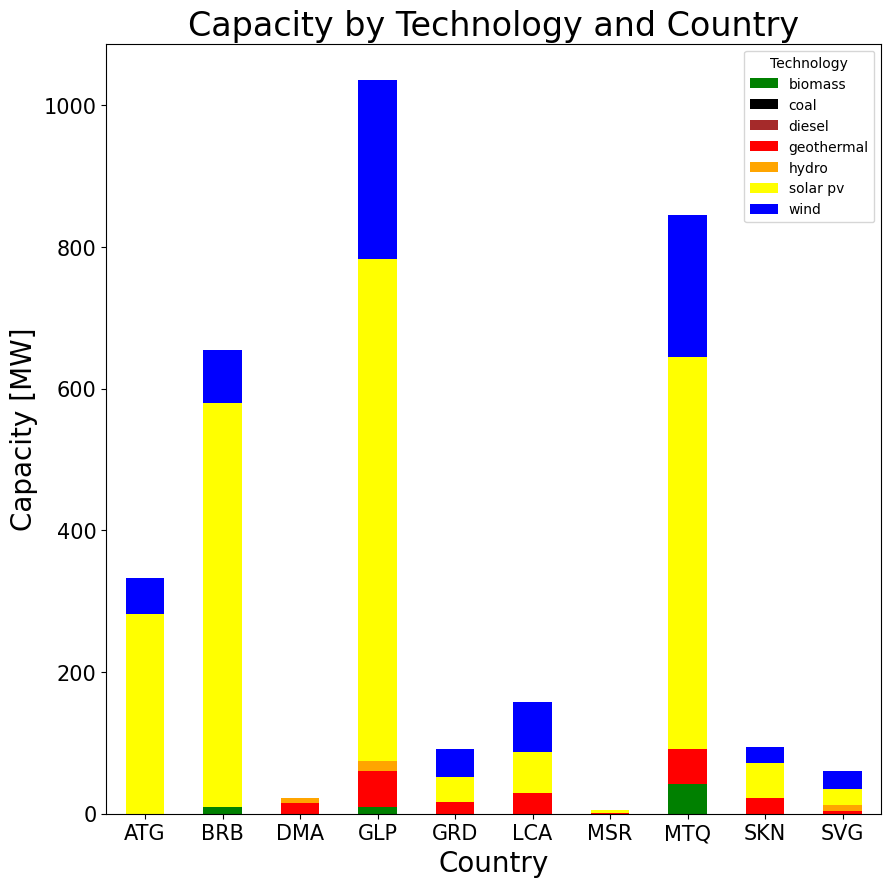 Capacity by Technology and Country
Technology
biomass
coal
diesel
geothermal
hydro
solar pv
wind
Capacity [MW]
1000
800
600
400
200
0
ATG BRB DMA GLP GRD LCA MSR MTQ SKN SVG
Country